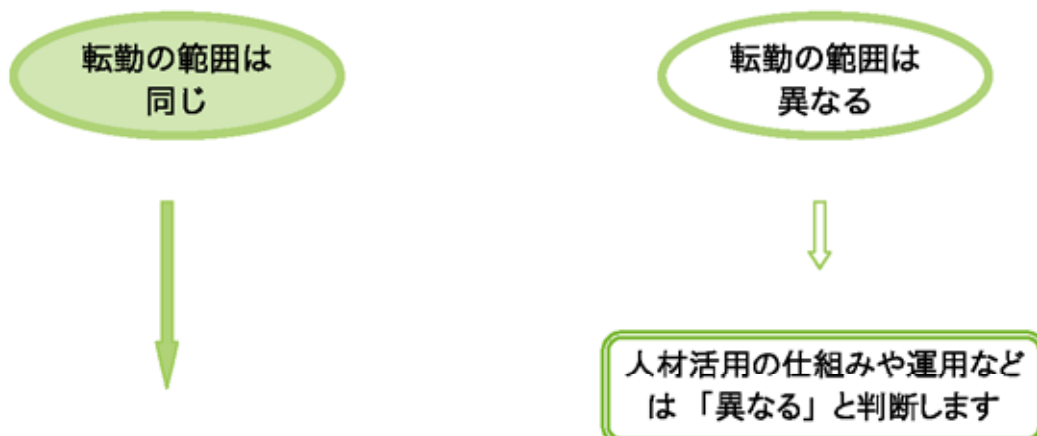 転勤の範囲は
同じ
転勤の範囲は
異なる
人材活用の仕組みや運用など
は 「異なる」 と判断します